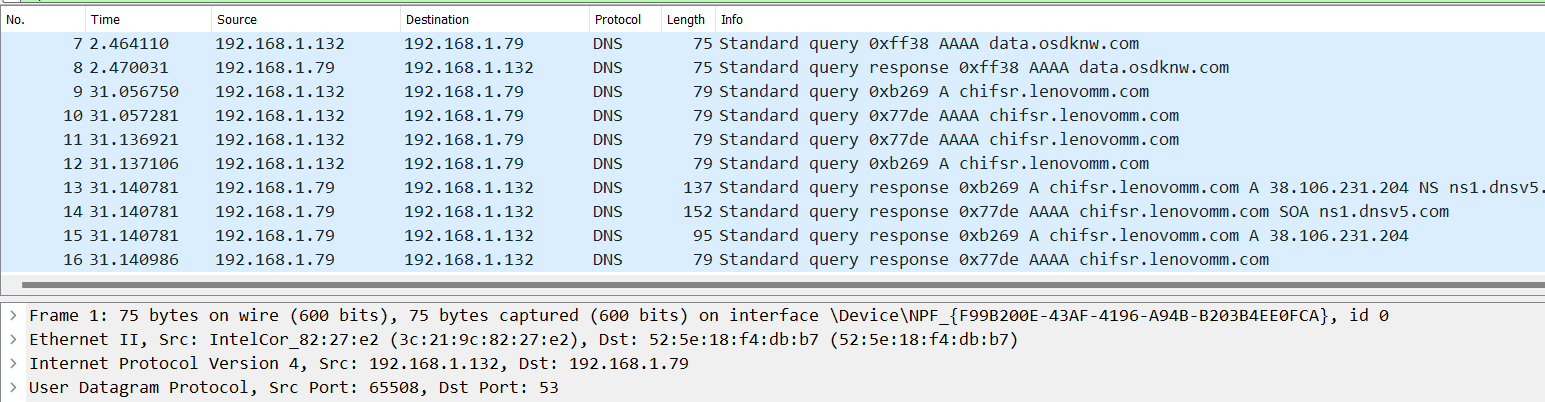 No. Time Source Destination Protocol Length Info
7 2.464110 192.168.1.132 192.168.1.79 DNS 75 Standard query 0xff38 AAAA data.osdknw.com
8 2.470031 192.168.1.79 192.168.1.132 DNS 75 Standard query response 0xff38 AAAA data.osdknw.com
9 31.056750 192.168.1.132 192.168.1.79 DNS 79 Standard query 0xb269 A chifsr.lenovomm.com
10 31.057281 192.168.1.132 192.168.1.79 DNS 79 Standard query 0x77de AAAA chifsr.lenovomm.com
11 31.136921 192.168.1.132 192.168.1.79 DNS 79 Standard query 0x77de AAAA chifsr.lenovomm.com
12 31.137106 192.168.1.132 192.168.1.79 DNS 79 Standard query 0xb269 A chifsr.lenovomm.com
13 31.140781 192.168.1.79 192.168.1.132 DNS 137 Standard query response 0xb269 A chifsr.lenovomm.com A 38.106.231.204 NS ns1.dnsv5.
14 31.140781 192.168.1.79 192.168.1.132 DNS 152 Standard query response 0x77de AAAA chifsr.lenovomm.com SOA ns1.dnsv5.com
15 31.140781 192.168.1.79 192.168.1.132 DNS 95 Standard query response 0xb269 A chifsr.lenovomm.com A 38.106.231.204
16 31.140986 192.168.1.79 192.168.1.132 DNS 79 Standard query response 0x77de AAAA chifsr.lenovomm.com
Frame 1: 75 bytes on wire (600 bits), 75 bytes captured (600 bits) on interface \Device\NPF_{F99B200E-43AF-4196-A94B-B203B4EE0FCA}, id 0
Ethernet II, Src: IntelCor_82:27:e2 (3c:21:9c:82:27:e2), Dst: 52:5e:18:f4:db:b7 (52:5e:18:f4:db:b7)
Internet Protocol Version 4, Src: 192.168.1.132, Dst: 192.168.1.79
User Datagram Protocol, Src Port: 65508, Dst Port: 53